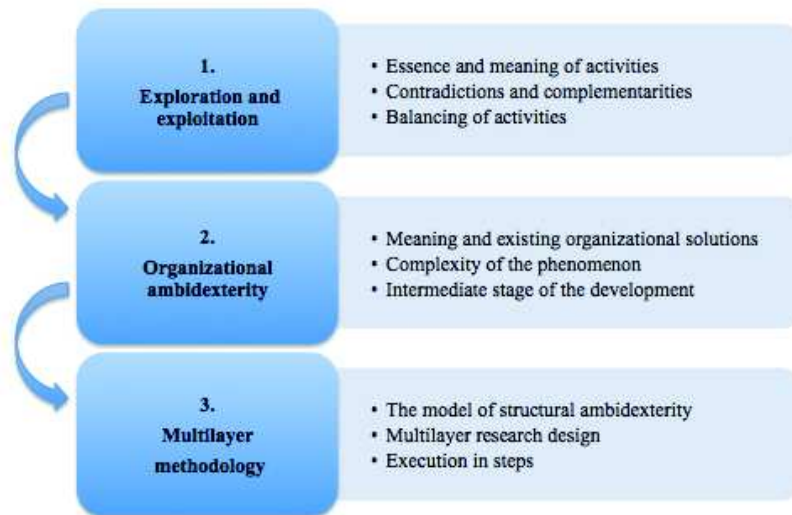 1.
Exploration and
exploitation
• Essence and meaning of activities
• Contradictions and complementarities
• Balancing of activities
2.
Organizational
ambidexterity
• Meaning and existing organizational solutions
• Complexity of the phenomenon
• Intermediate stage of the development
3.
Multilayer
methodology
• The model of structural ambidexterity
• Multilayer research design
• Execution in steps